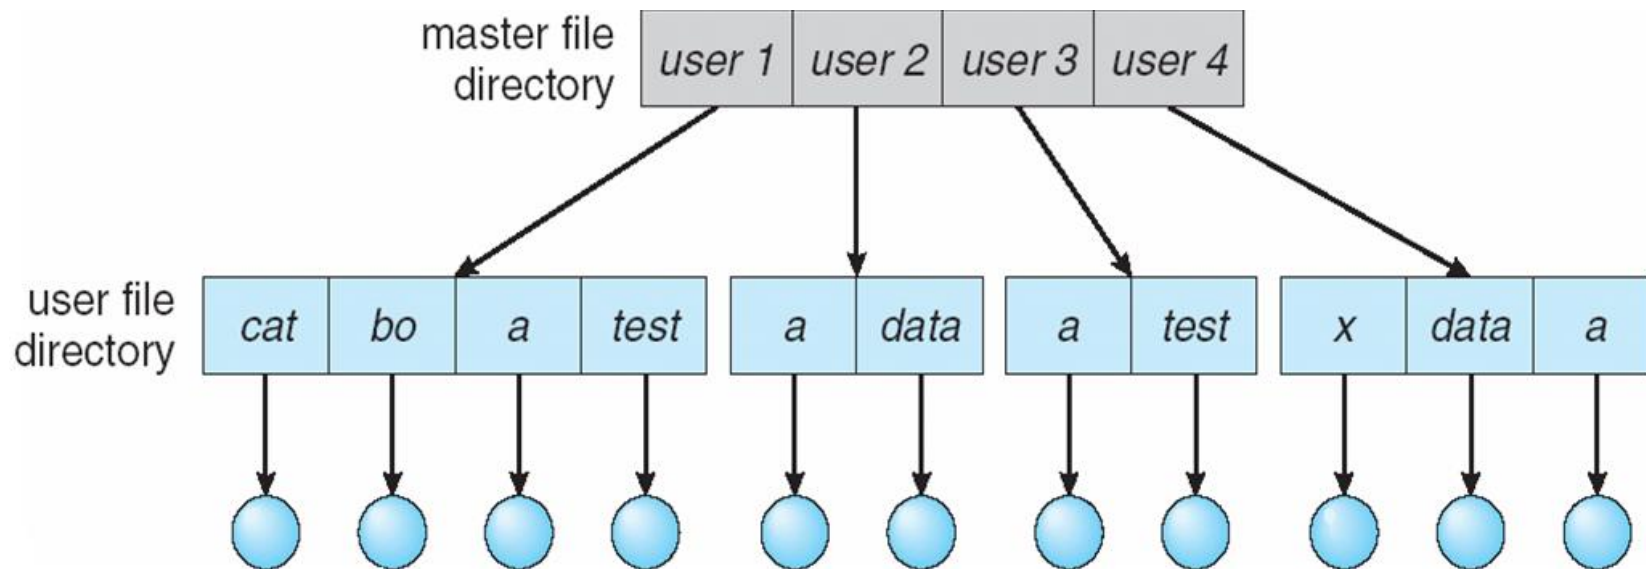 master file
directory
user 1 user 2 user 3 user 4
user file
directory
cat bo a test a data a test x data a